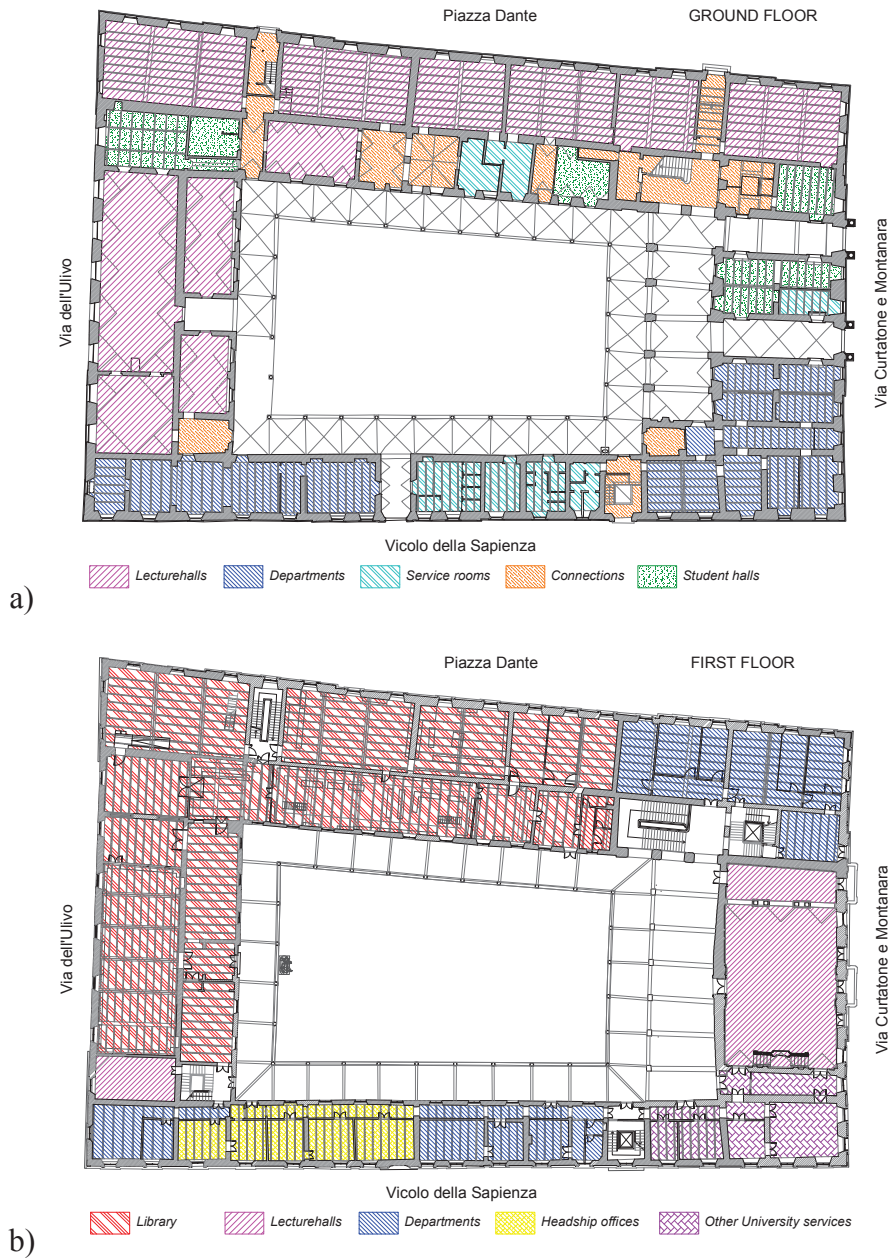 Piazza Dante
GROUND FLOOR
Via dell'Ulivo
Via Curtatone e Montanara
Vicolo della Sapienza
Lecturehalls
Departments
Service rooms
Connections
Student halls
a)
Piazza Dante
FIRST FLOOR
Via dell'Ulivo
Via Curtatone e Montanara
Vicolo della Sapienza
Library
Lecturehalls
Departments
Headship offices
Other University services
b)